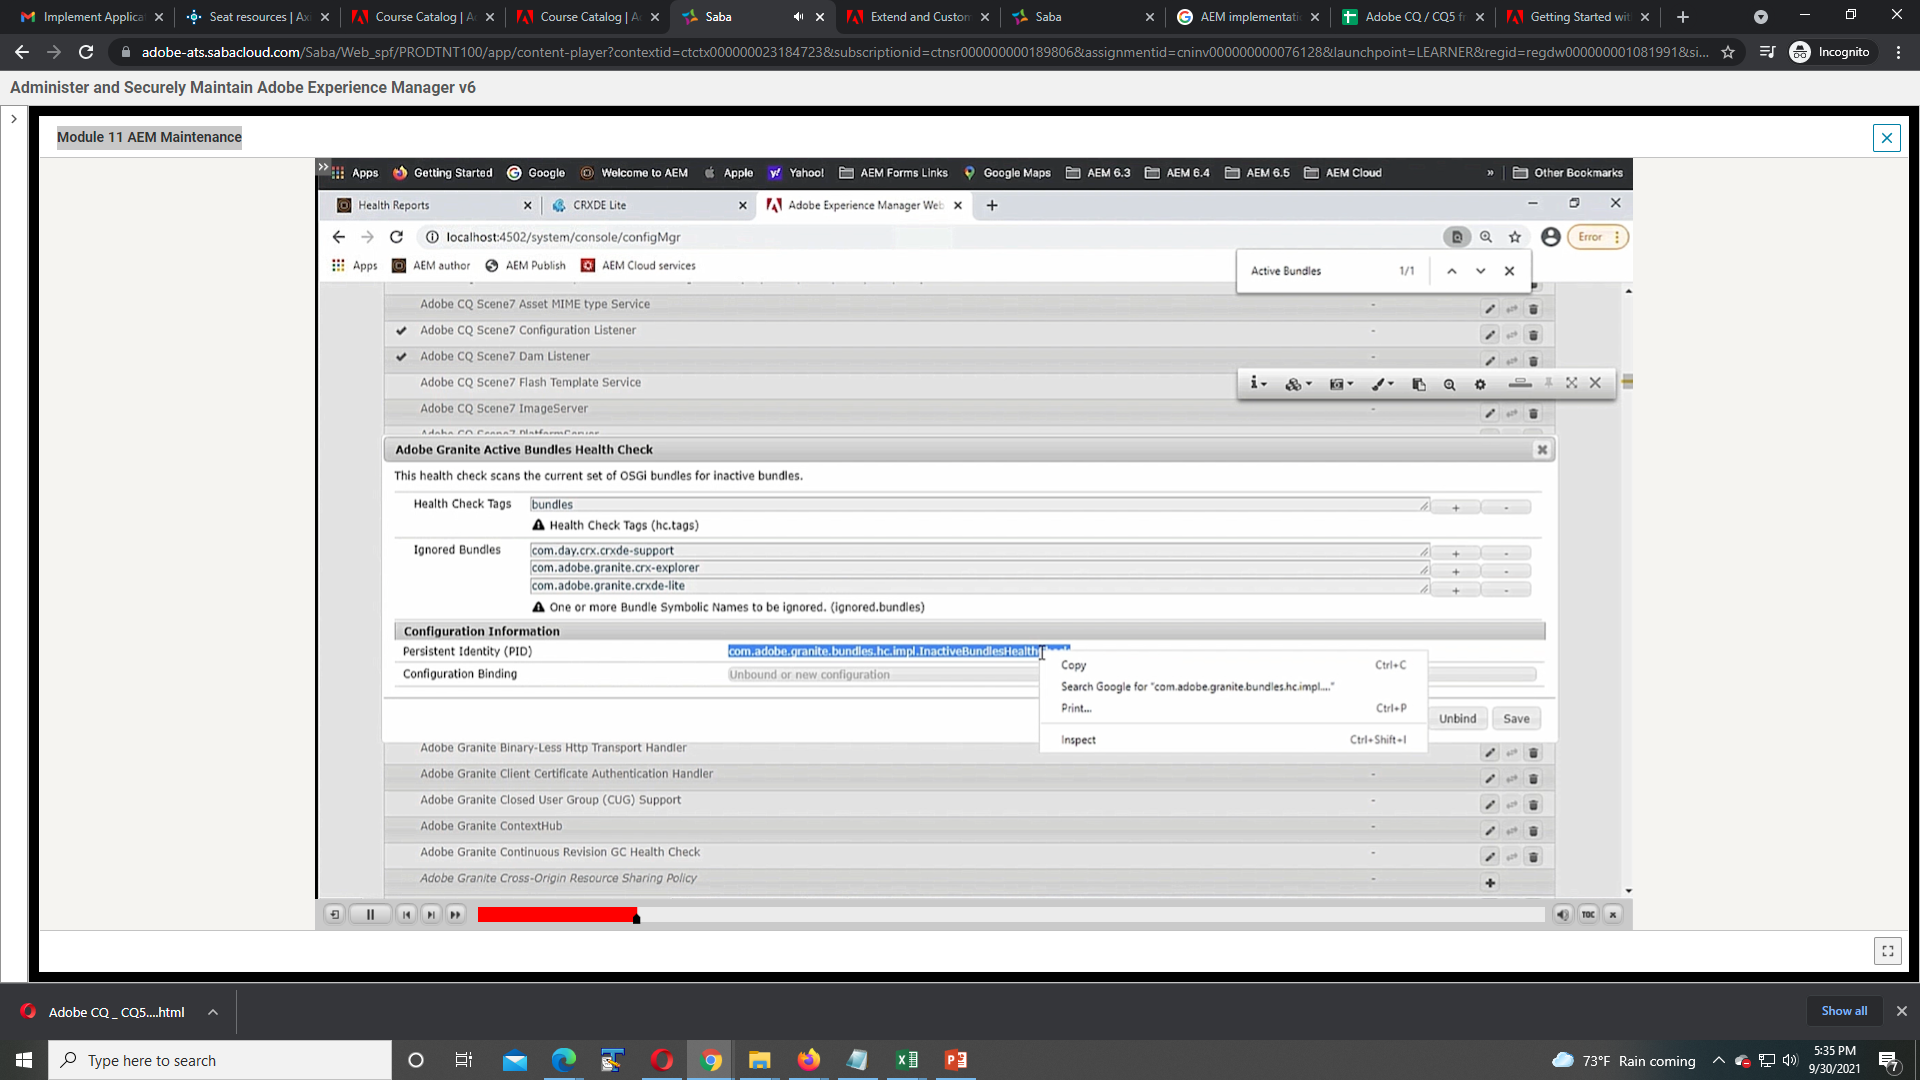 Implement Applica
Seat resources | Ax
Course Catalog | A
Course Catalog | A
Saba
Extend and Custom
Saba
AEM implementati
Adobe CQ / CQ5 fr
Getting Started wit
adobe-ats.sabacloud.com/Saba/Web_spf/PRODTNT100/app/content-player?contextid=ctctx000000023184723&subscriptionid=ctnsr0000000001898​06&assignmentid=cninv000000000076128&launchpoint=LEARNER&regid=regdw000000001081991&si...
Incognito
Administer and Securely Maintain Adobe Experience Manager v6
Module 11 AEM Maintenance
Apps
Getting Started
Google
Welcome to AEM
Apple
Yahoo!
AEM Forms Links
Google Maps
AEM 6.3
AEM 6.4
AEM 6.5
AEM Cloud
»
Other Bookmarks
Health Reports
CRXDE Lite
Adobe Experience Manager Web
localhost:4502/system/console/configMgr
Error
Apps
AEM author
AEM Publish
AEM Cloud services
Active Bundles
1/1
Adobe CQ Scene7 Asset MIME type Service -
Adobe CQ Scene7 Configuration Listener -
Adobe CQ Scene7 Dam Listener -
Adobe CQ Scene7 Flash Template Service
Adobe CQ Scene7 ImageServer -
Adobe Granite Active Bundles Health Check
This health check scans the current set of OSGi bundles for inactive bundles.
Health Check Tags
bundles
+ -
Health Check Tags (hc.tags)
Ignored Bundles
com.day.crx.crxde-support
+ -
com.adobe.granite.crx-explorer
+ -
com.adobe.granite.crxde-lite
+ -
One or more Bundle Symbolic Names to be ignored. (ignored.bundles)
Configuration Information
Persistent Identity (PID)
com.adobe.granite.bundles.hc.impl.InactiveBundlesHealth
Configuration Binding
Unbound or new configuration
Copy Ctrl+C
Search Google for "com.adobe.granite.bundles.hc.impl...."
Print... Ctrl+P
Inspect Ctrl+Shift+I
Unbind
Save
Adobe Granite Binary-Less Http Transport Handler
Adobe Granite Client Certificate Authentication Handler -
Adobe Granite Closed User Group (CUG) Support -
Adobe Granite ContextHub -
Adobe Granite Continuous Revision GC Health Check -
Adobe Granite Cross-Origin Resource Sharing Policy -
TOC
Adobe CQ _ CQ5....html
Show all
Type here to search
73°F Rain coming
5:35 PM
9/30/2021
7